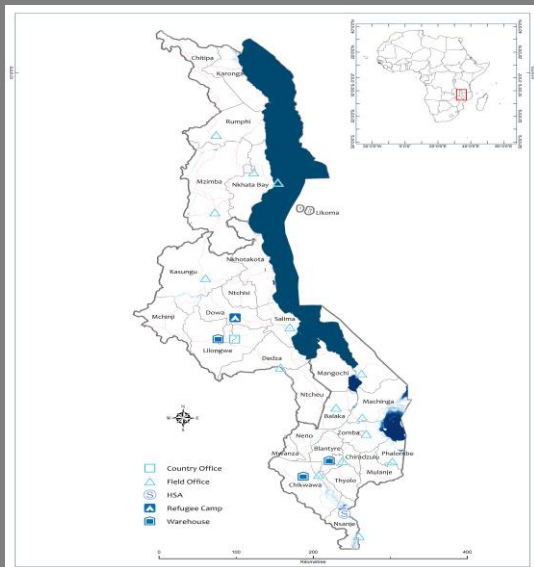 Chitipa
Karonga
Rumphi
Mzimba
Nkhata Bay
Likoma
Nkhotakota
Kasungu
Ntchisi
Mchinji
Dowa
Salima
Lilongwe
Dedza
Mangochi
Ntcheu
Machinga
Balaka
Zomba
Neno
Mwanza
Blantyre
Chiradzulu
Phalombe
Mulanje
Chikwawa
Thyolo
Nsanje
Country Office
Field Office
HSA
Refugee Camp
Warehouse
0 100 200 400
Kilometres